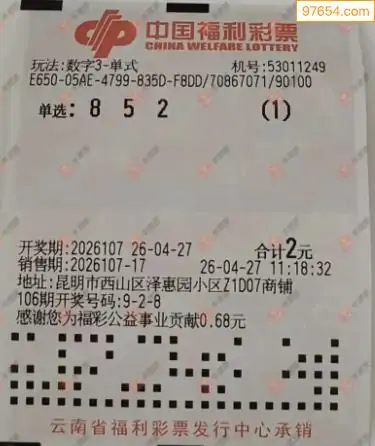 97654.com
中国福利彩票
CHINA WELFARE LOTTERY
玩法:数字3-单式 机号:53011249
E650-05AE-4799-835D-F8DD/70867071/90100
单选: 8 5 2 (1)
开奖期:2026107 26-04-27 合计2元
销售期:2026107-17 26-04-27 11:18:32
地址:昆明市西山区泽惠园小区Z1D07商铺
106期开奖号码:9-2-8
感谢您为福彩公益事业贡献0.68元
云南省福利彩票发行中心承销